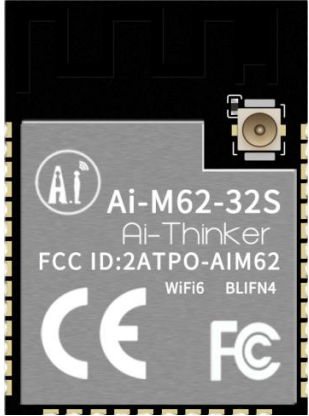 Ai
Ai-M62-32S
Ai-Thinker
FCC ID:2ATPO-AIM62
WiFi6 BLIFN4
CE FC